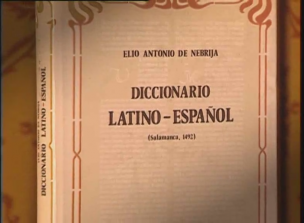 ELIO ANTONIO DE NEBRIJA
DICCIONARIO
LATINO-ESPAÑOL
(Salamanca, 1492)
DICCIONARIO LATINO-ESPAÑOL